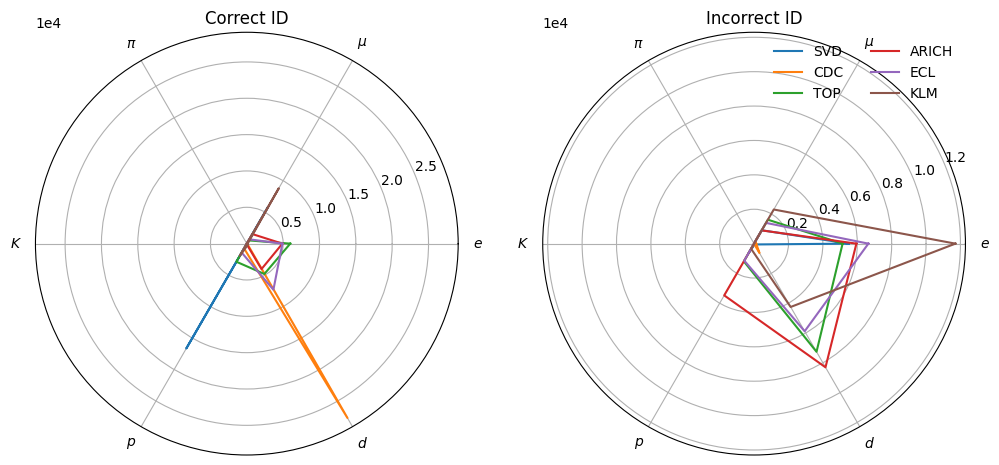 Correct ID
1e4
π
μ
K
e
p
d
0.5
1.0
1.5
2.0
2.5
Incorrect ID
1e4
π
μ
K
e
p
d
0.2
0.4
0.6
0.8
1.0
1.2
SVD
CDC
TOP
ARICH
ECL
KLM